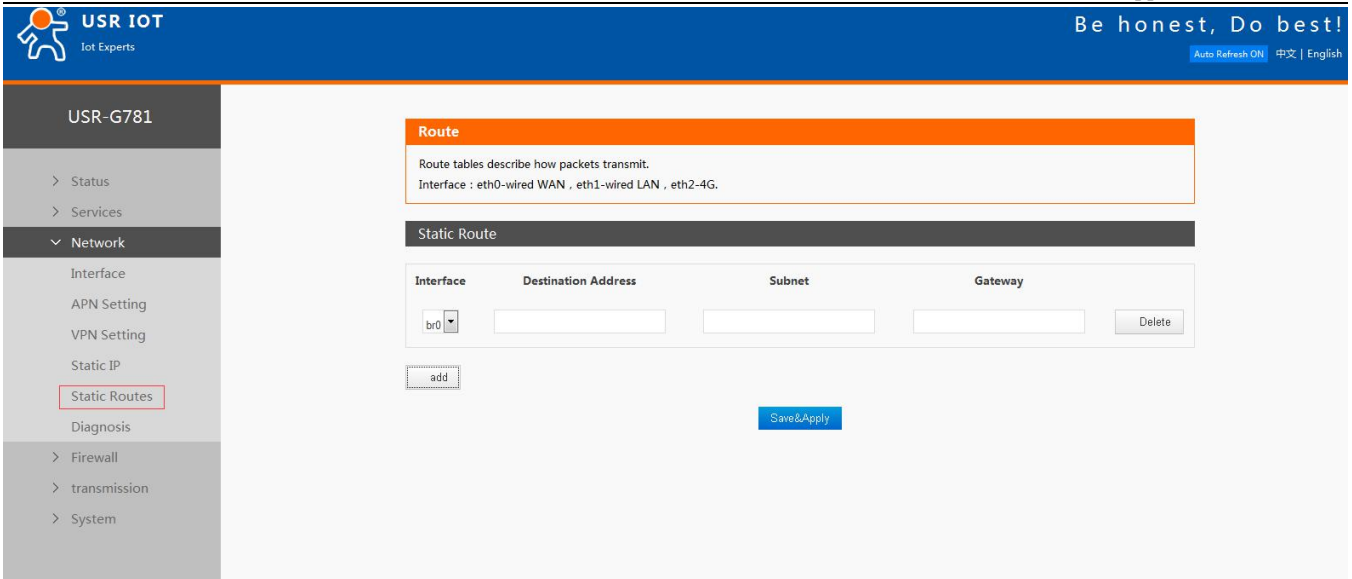 USR IOT
Iot Experts
Be honest, Do best!
Auto Refresh ON 中文 | English
USR-G781
Status
Services
Network
Interface
APN Setting
VPN Setting
Static IP
Static Routes
Diagnosis
Firewall
transmission
System
Route
Route tables describe how packets transmit.
Interface : eth0-wired WAN , eth1-wired LAN , eth2-4G.
Static Route
Interface Destination Address Subnet Gateway
br0 Delete
add
Save&Apply